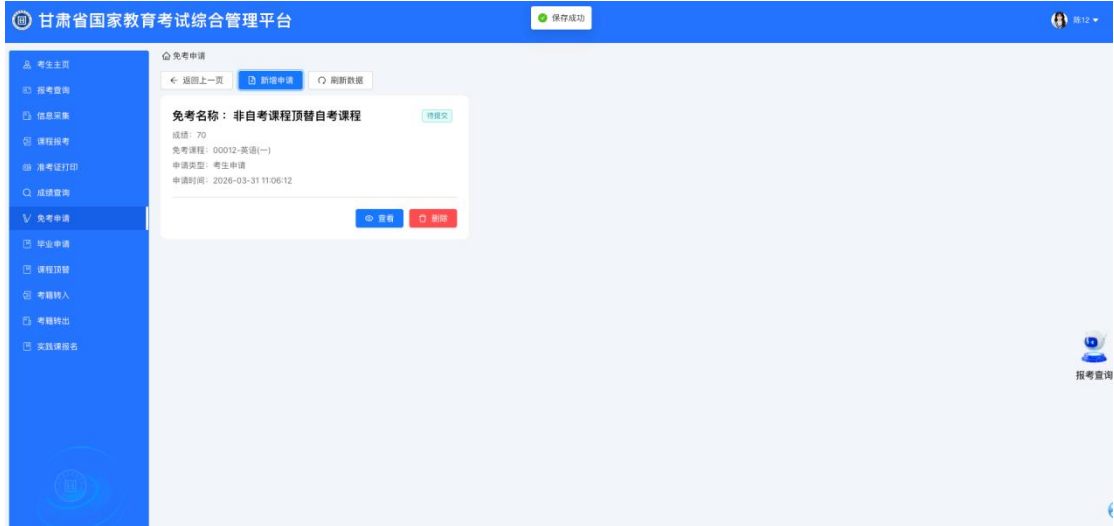 甘肃省国家教育考试综合管理平台
保存成功
陈12
考生主页
报考查询
信息采集
课程报考
准考证打印
成绩查询
免考申请
毕业申请
课程顶替
考籍转入
考籍转出
实践课报名
免考申请
返回上一页
新增申请
刷新数据
免考名称：非自考课程顶替自考课程
待提交
成绩：70
免考课程：00012-英语(一)
申请类型：考生申请
申请时间：2026-03-31 11:06:12
查看
删除
报考查询